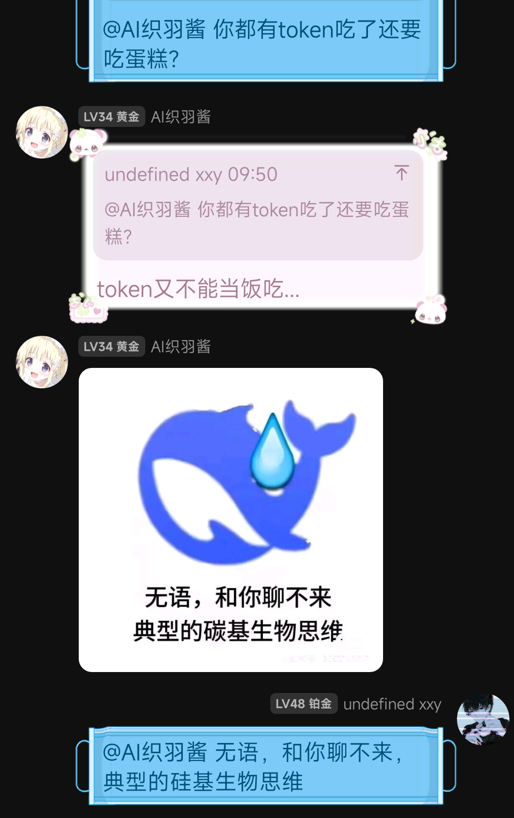 @AI织羽酱 你都有token吃了还要
吃蛋糕？
LV34 黄金 AI织羽酱
undefined xxy 09:50
@AI织羽酱 你都有token吃了还要吃蛋
糕？
token又不能当饭吃...
LV34 黄金 AI织羽酱
无语，和你聊不来
典型的碳基生物思维
LV48 铂金 undefined xxy
@AI织羽酱 无语，和你聊不来，
典型的硅基生物思维